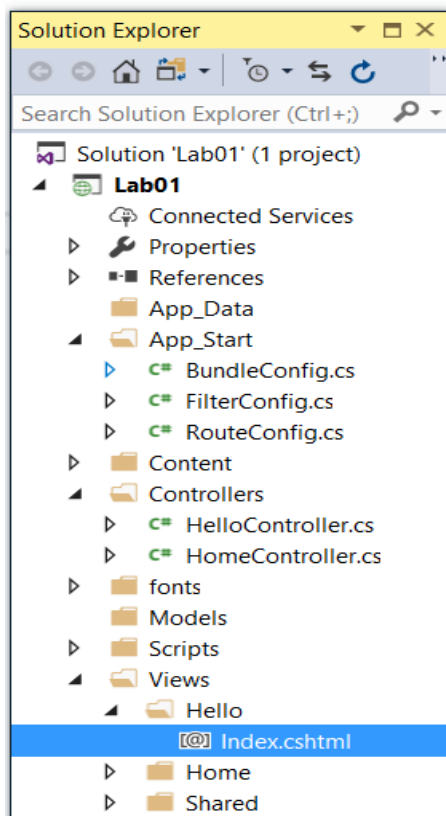 Solution Explorer
Search Solution Explorer (Ctrl+;)
Solution 'Lab01' (1 project)
Lab01
Connected Services
Properties
References
App_Data
App_Start
C# BundleConfig.cs
C# FilterConfig.cs
C# RouteConfig.cs
Content
Controllers
C# HelloController.cs
C# HomeController.cs
fonts
Models
Scripts
Views
Hello
[@] Index.cshtml
Home
Shared